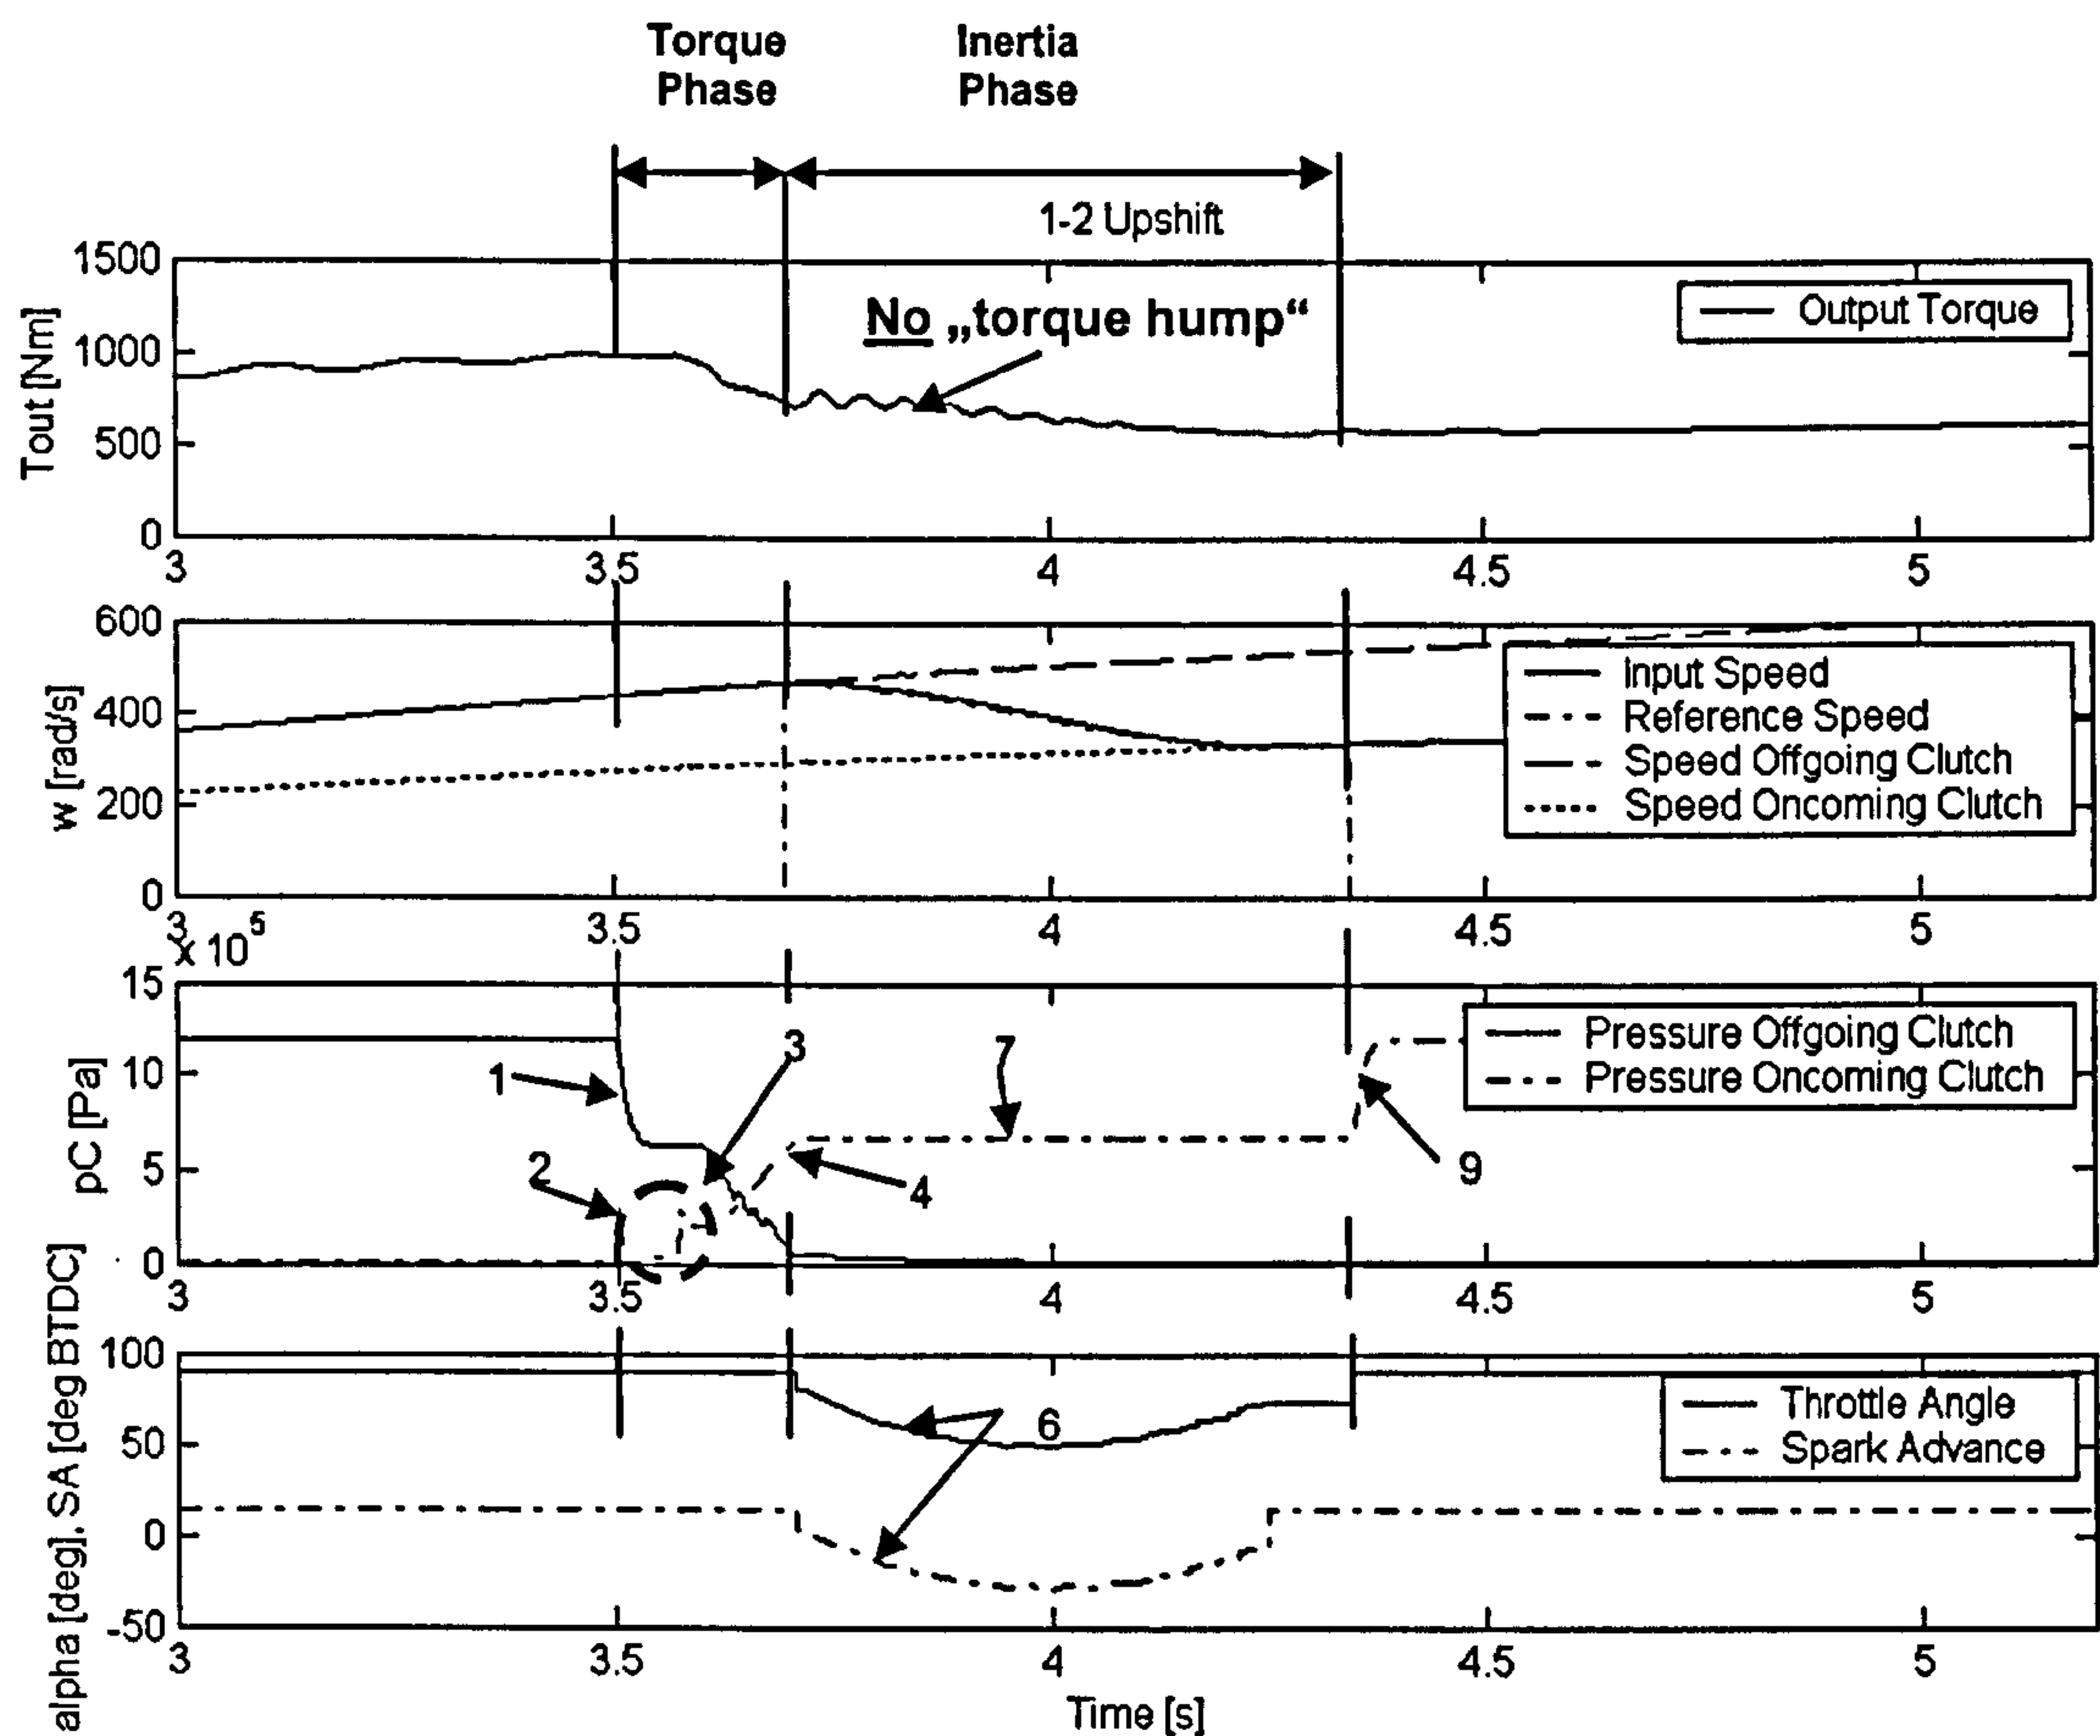 Torque
Phase
Inertia
Phase
1-2 Upshift
1500
1000
500
0
Tout [Nm]
No „torque hump“
Output Torque
3
3.5
4
4.5
5
600
400
200
0
w [rad/s]
Input Speed
Reference Speed
Speed Offgoing Clutch
Speed Oncoming Clutch
3
3.5
4
4.5
5
x 10^5
15
10
5
0
pC [Pa]
1
2
3
4
7
9
Pressure Offgoing Clutch
Pressure Oncoming Clutch
3
3.5
4
4.5
5
100
50
0
-50
alpha [deg], SA [deg BTDC]
6
Throttle Angle
Spark Advance
3
3.5
4
4.5
5
Time [s]